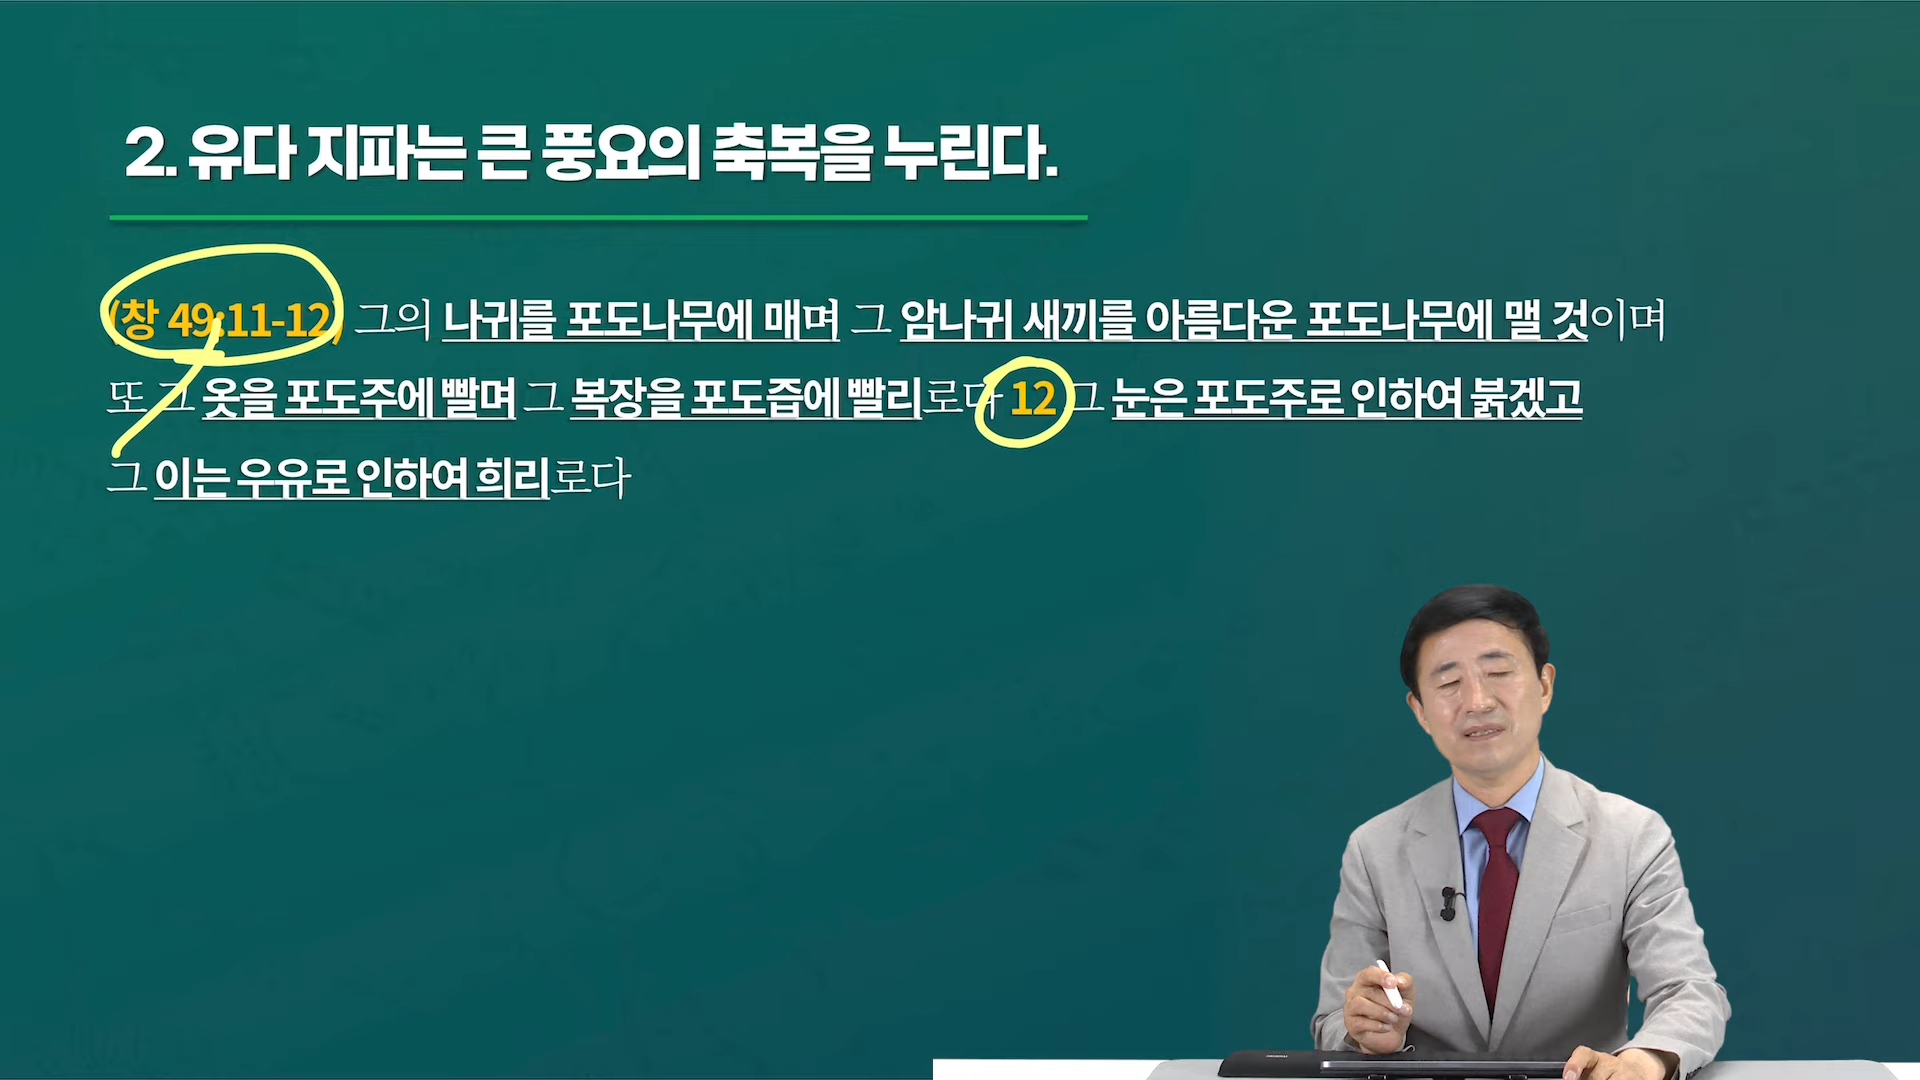 2. 유다 지파는 큰 풍요의 축복을 누린다.
(창 49:11-12) 그의 나귀를 포도나무에 매며 그 암나귀 새끼를 아름다운 포도나무에 맬 것이며
또 그 옷을 포도주에 빨며 그 복장을 포도즙에 빨리로다 12 그 눈은 포도주로 인하여 붉겠고
그 이는 우유로 인하여 희리로다